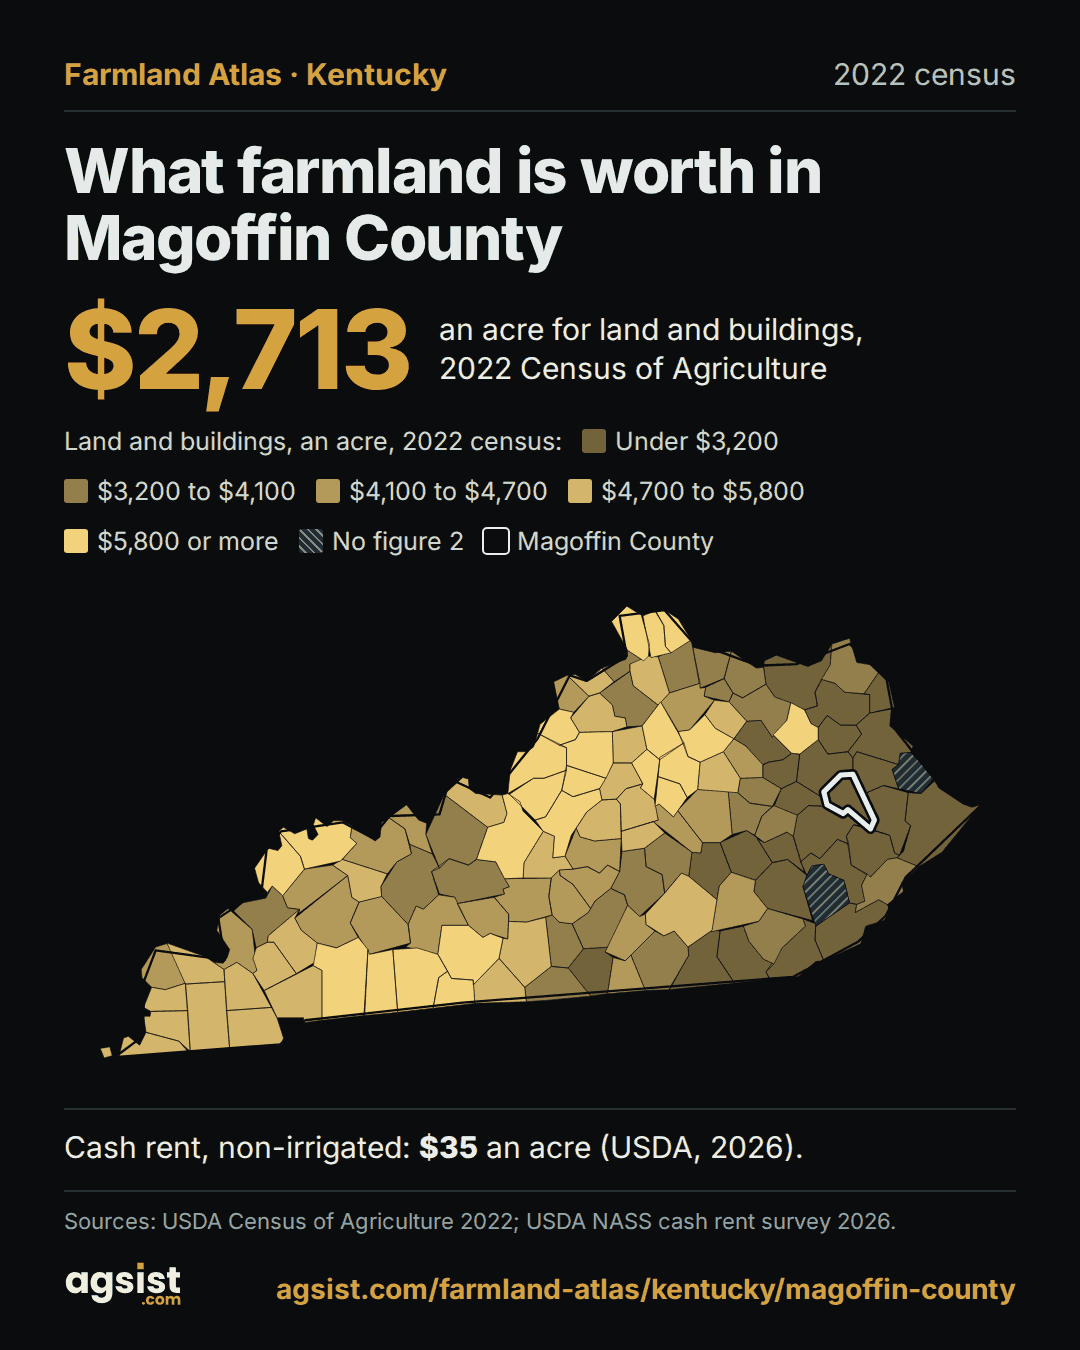 Farmland Atlas · Kentucky
2022 census
What farmland is worth in
Magoffin County
$2,713
an acre for land and buildings,
2022 Census of Agriculture
Land and buildings, an acre, 2022 census: Under $3,200
$3,200 to $4,100 $4,100 to $4,700 $4,700 to $5,800
$5,800 or more No figure 2 Magoffin County
Cash rent, non-irrigated: $35 an acre (USDA, 2026).
Sources: USDA Census of Agriculture 2022; USDA NASS cash rent survey 2026.
agsist
.com
agsist.com/farmland-atlas/kentucky/magoffin-county